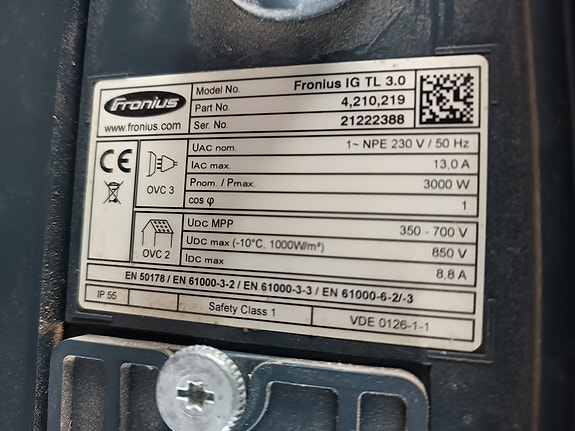 Fronius
www.fronius.com
Model No. Fronius IG TL 3.0
Part No. 4,210,219
Ser. No. 21222388
CE
OVC 3
UAC nom. 1~ NPE 230 V / 50 Hz
IAC max. 13,0 A
Pnom. / Pmax. 3000 W
cos φ 1
OVC 2
UDC MPP 350 - 700 V
UDC max (-10°C, 1000W/m²) 850 V
IDC max 8,8 A
EN 50178 / EN 61000-3-2 / EN 61000-3-3 / EN 61000-6-2/-3
IP 55 Safety Class 1 VDE 0126-1-1